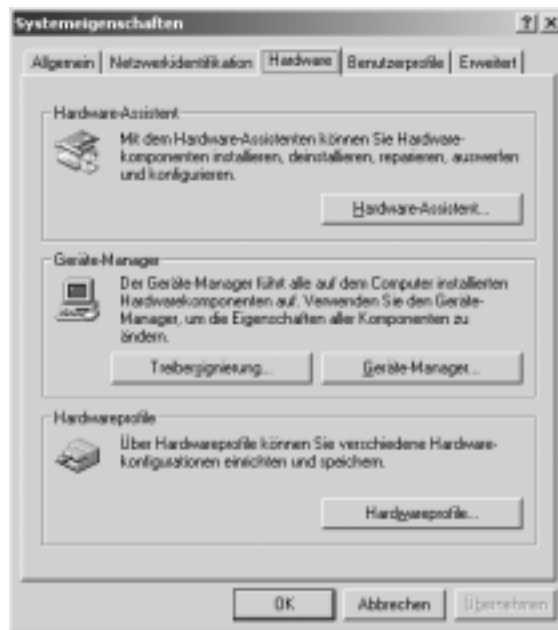 Systemeigenschaften
Allgemein Netzwerkidentifikation Hardware Benutzerprofile Erweitert
Hardware-Assistent
Mit dem Hardware-Assistenten können Sie Hardware-
komponenten installieren, deinstallieren, reparieren, auswerfen
und konfigurieren.
Hardware-Assistent...
Geräte-Manager
Der Geräte-Manager führt alle auf dem Computer installierten
Hardwarekomponenten auf. Verwenden Sie den Geräte-
Manager, um die Eigenschaften aller Komponenten zu
ändern.
Treibersignierung... Geräte-Manager...
Hardwareprofile
Über Hardwareprofile können Sie verschiedene Hardware-
konfigurationen einrichten und speichern.
Hardwareprofile...
OK Abbrechen Übernehmen